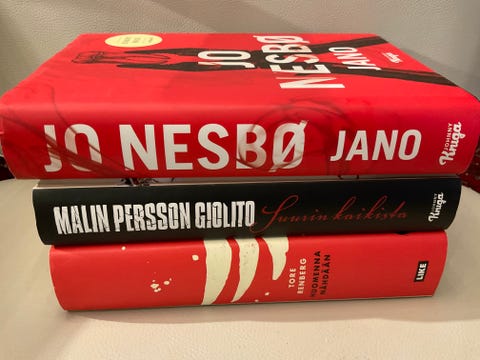 JO
NESBØ
JANO
JO NESBØ JANO
JOHNNY
Kniga
MALIN PERSSON GIOLITO Suurin kaikista
JOHNNY
Kniga
TORE
RENBERG
HUOMENNA
NÄHDÄÄN
LIKE